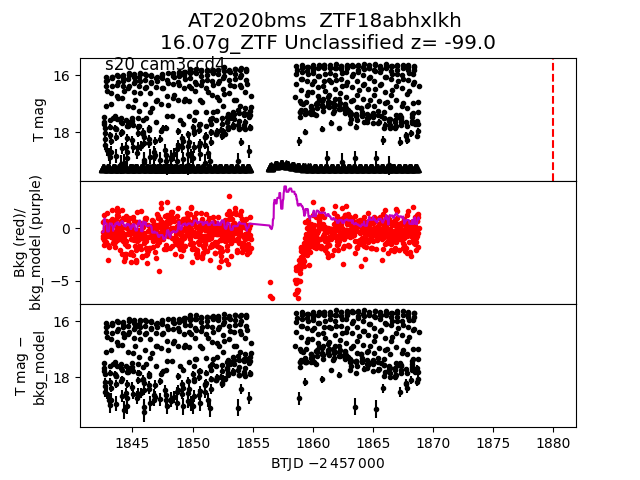 AT2020bms  ZTF18abhxlkh
16.07g_ZTF Unclassified z= -99.0
s20 cam3ccd4
16
18
T mag
0
−5
Bkg (red)/
bkg_model (purple)
16
18
T mag −
bkg_model
1845 1850 1855 1860 1865 1870 1875 1880
BTJD −2 457 000